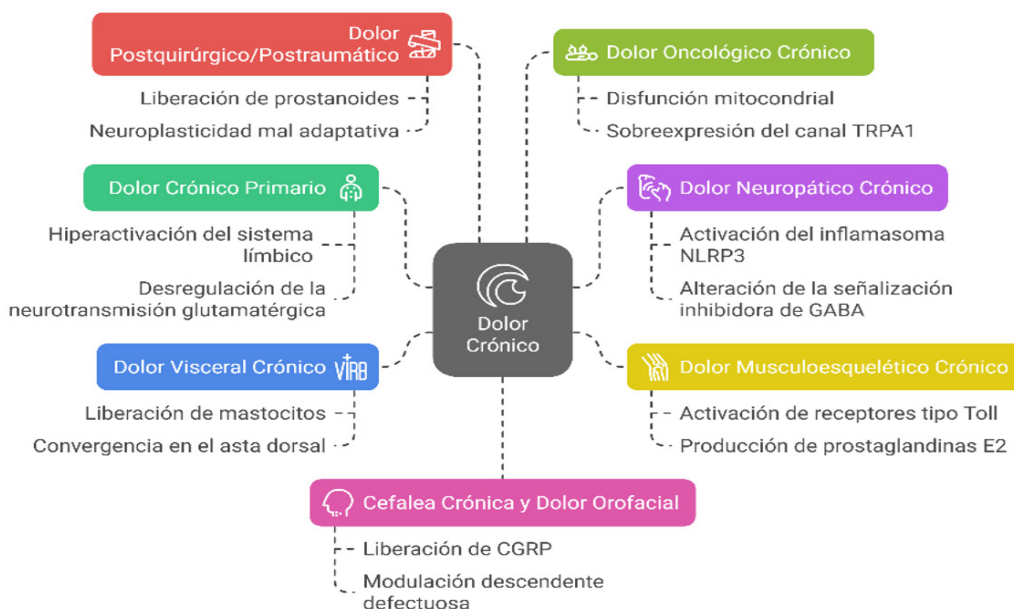 Dolor
Postquirúrgico/Postraumático
Liberación de prostanoides
Neuroplasticidad mal adaptativa
Dolor Oncológico Crónico
Disfunción mitocondrial
Sobreexpresión del canal TRPA1
Dolor Crónico Primario
Hiperactivación del sistema
límbico
Desregulación de la
neurotransmisión glutamatérgica
Dolor Neuropático Crónico
Activación del inflamasoma
NLRP3
Alteración de la señalización
inhibidora de GABA
Dolor
Crónico
Dolor Visceral Crónico
Liberación de mastocitos
Convergencia en el asta dorsal
Dolor Musculoesquelético Crónico
Activación de receptores tipo Toll
Producción de prostaglandinas E2
Cefalea Crónica y Dolor Orofacial
Liberación de CGRP
Modulación descendente
defectuosa